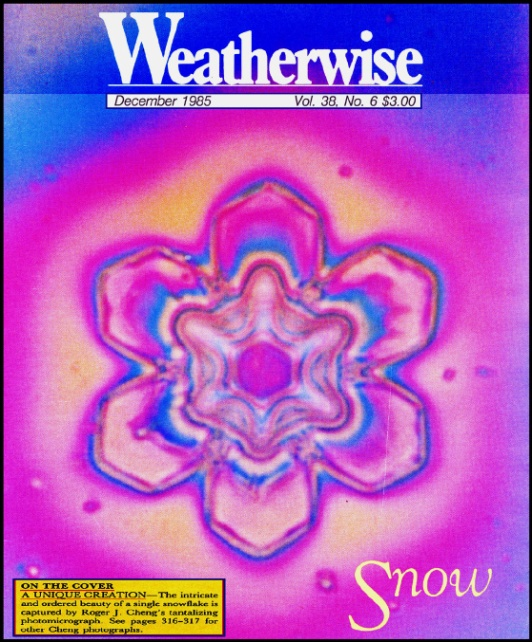 Weatherwise
December 1985 Vol. 38, No. 6 $3.00
Snow
ON THE COVER
A UNIQUE CREATION—The intricate
and ordered beauty of a single snowflake is
captured by Roger J. Cheng's tantalizing
photomicrograph. See pages 316–317 for
other Cheng photographs.